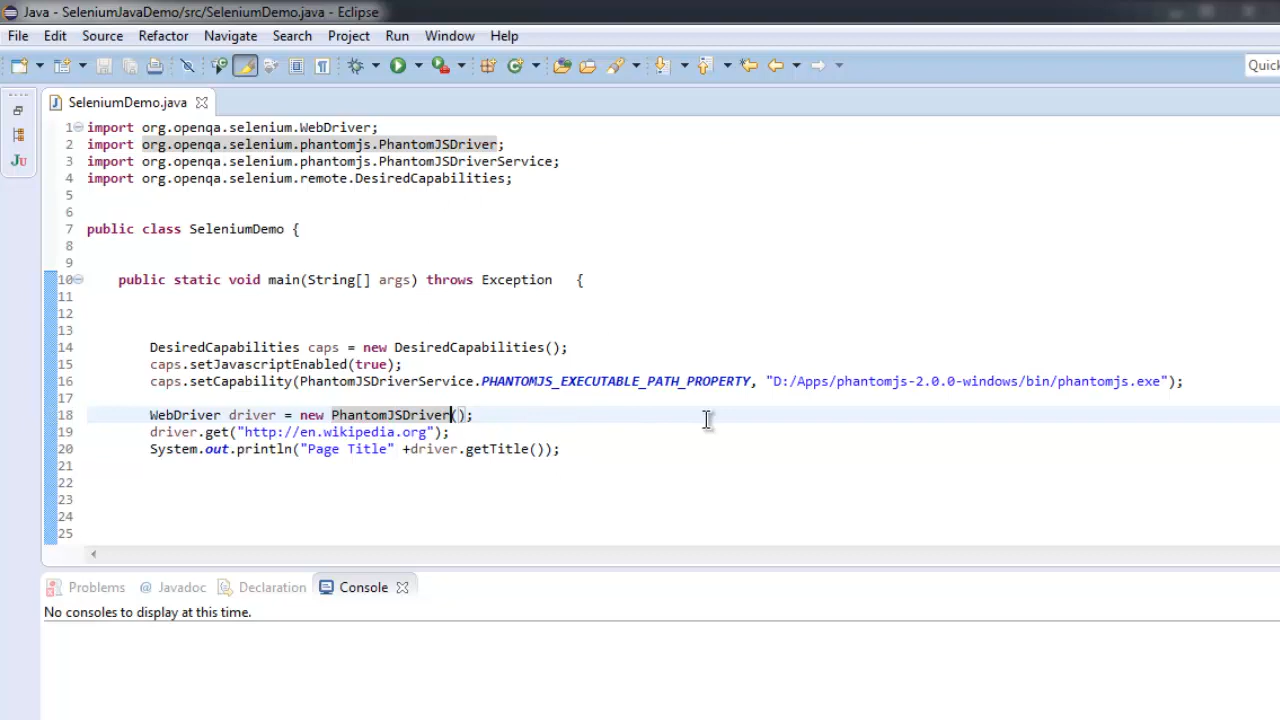 Java - SeleniumJavaDemo/src/SeleniumDemo.java - Eclipse
File Edit Source Refactor Navigate Search Project Run Window Help
Quick
SeleniumDemo.java
1 import org.openqa.selenium.WebDriver;
2 import org.openqa.selenium.phantomjs.PhantomJSDriver;
3 import org.openqa.selenium.phantomjs.PhantomJSDriverService;
4 import org.openqa.selenium.remote.DesiredCapabilities;
5
6
7 public class SeleniumDemo {
8
9
10 public static void main(String[] args) throws Exception {
11
12
13
14 DesiredCapabilities caps = new DesiredCapabilities();
15 caps.setJavascriptEnabled(true);
16 caps.setCapability(PhantomJSDriverService.PHANTOMJS_EXECUTABLE_PATH_PROPERTY, "D:/Apps/phantomjs-2.0.0-windows/bin/phantomjs.exe");
17
18 WebDriver driver = new PhantomJSDriver();
19 driver.get("http://en.wikipedia.org");
20 System.out.println("Page Title" +driver.getTitle());
21
22
23
24
25
Problems @ Javadoc Declaration Console
No consoles to display at this time.